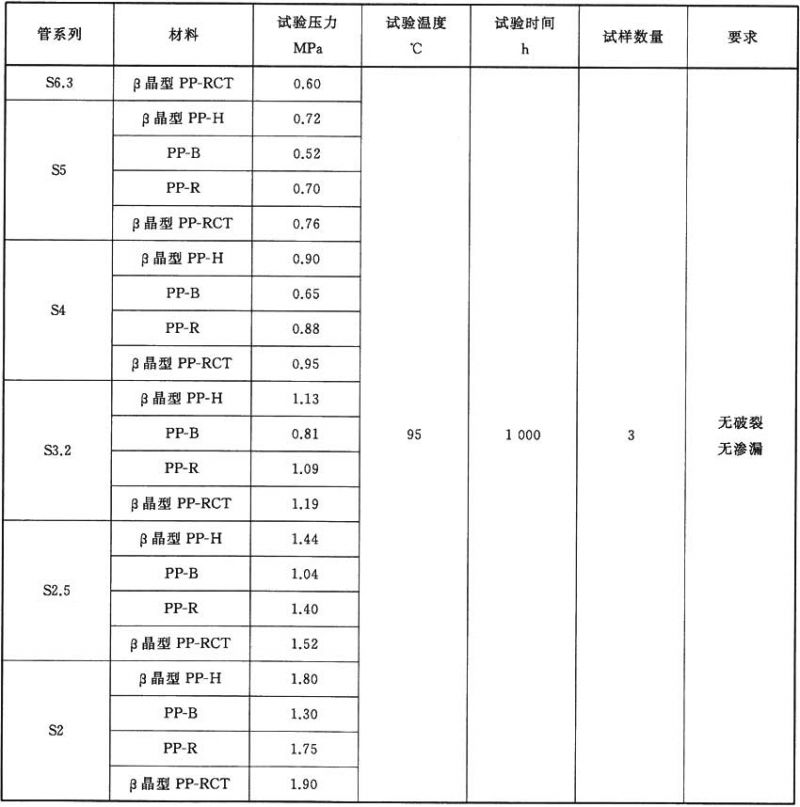 管系列 材料 试验压力 MPa 试验温度 ℃ 试验时间 h 试样数量 要求
S6.3 β晶型 PP-RCT 0.60
S5 β晶型 PP-H 0.72
PP-B 0.52
PP-R 0.70
β晶型 PP-RCT 0.76
S4 β晶型 PP-H 0.90
PP-B 0.65
PP-R 0.88
β晶型 PP-RCT 0.95
S3.2 β晶型 PP-H 1.13
PP-B 0.81 95 1 000 3 无破裂 无渗漏
PP-R 1.09
β晶型 PP-RCT 1.19
S2.5 β晶型 PP-H 1.44
PP-B 1.04
PP-R 1.40
β晶型 PP-RCT 1.52
S2 β晶型 PP-H 1.80
PP-B 1.30
PP-R 1.75
β晶型 PP-RCT 1.90